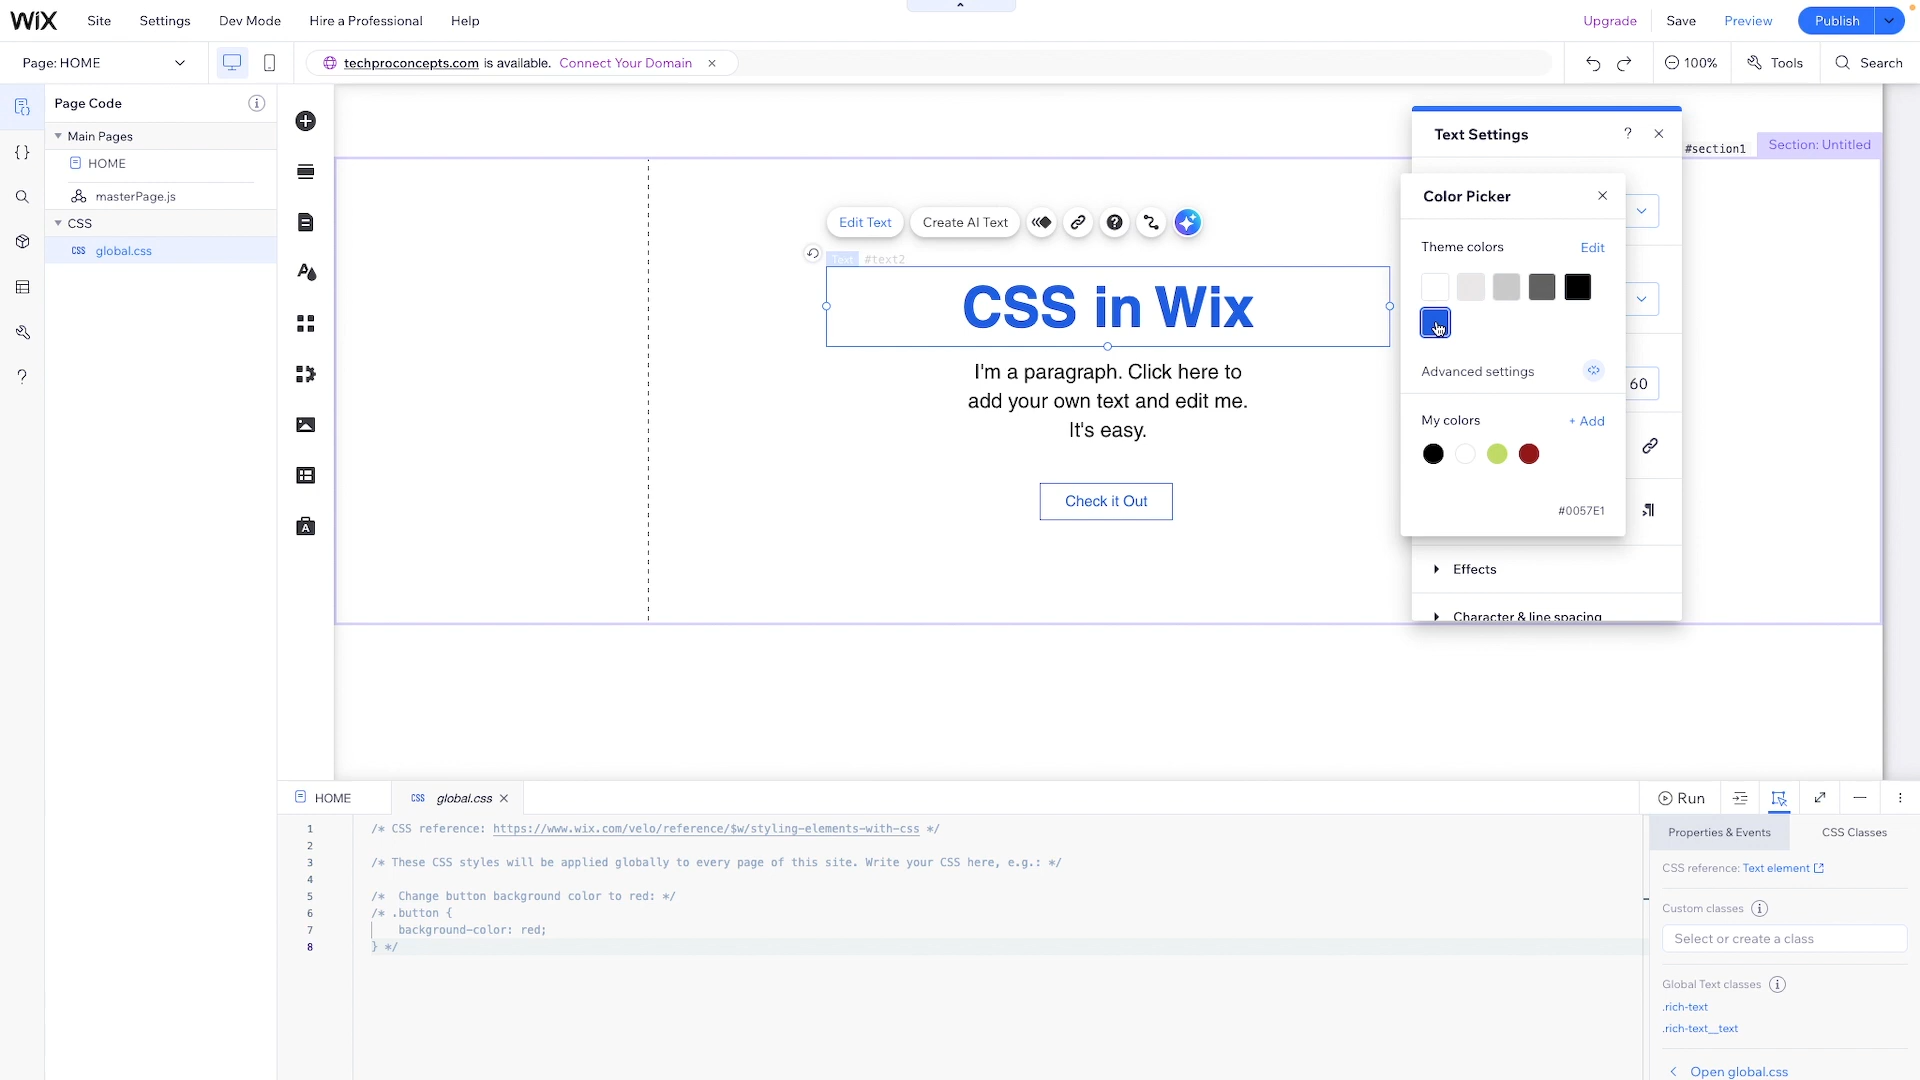 WiX Site Settings Dev Mode Hire a Professional Help Upgrade Save Preview Publish
Page: HOME techproconcepts.com is available. Connect Your Domain 100% Tools Search
Page Code
Main Pages
HOME
masterPage.js
CSS
CSS global.css
#section1 Section: Untitled
Edit Text Create AI Text
Text #text2
CSS in Wix
I'm a paragraph. Click here to
add your own text and edit me.
It's easy.
Check it Out
Text Settings ?
Color Picker
Theme colors Edit
Advanced settings
60
My colors + Add
#0057E1
Effects
Character & line spacing
HOME CSS global.css Run
1 /* CSS reference: https://www.wix.com/velo/reference/$w/styling-elements-with-css */
2
3 /* These CSS styles will be applied globally to every page of this site. Write your CSS here, e.g.: */
4
5 /*  Change button background color to red: */
6 /* .button {
7     background-color: red;
8 } */
Properties & Events CSS Classes
CSS reference: Text element
Custom classes
Select or create a class
Global Text classes
.rich-text
.rich-text__text
Open global.css